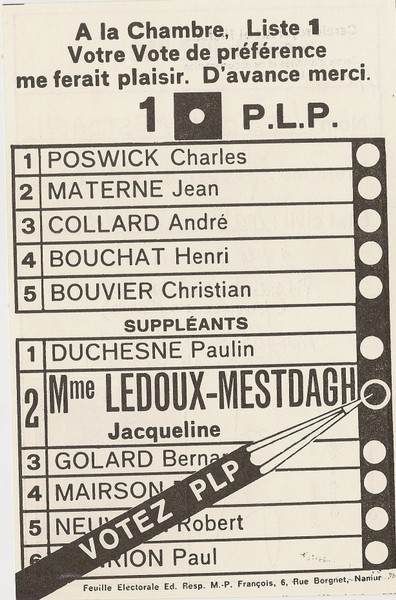 A la Chambre, Liste 1
Votre Vote de préférence
me ferait plaisir. D'avance merci.
1 P.L.P.
1 POSWICK Charles
2 MATERNE Jean
3 COLLARD André
4 BOUCHAT Henri
5 BOUVIER Christian
SUPPLÉANTS
1 DUCHESNE Paulin
2 Mme LEDOUX-MESTDAGH
Jacqueline
3 GOLARD
4 MAIRSON
5 Robert
6 Paul
VOTEZ PLP
Feuille Electorale Ed. Resp. M.-P. François, 6, Rue Borgnet, Namur